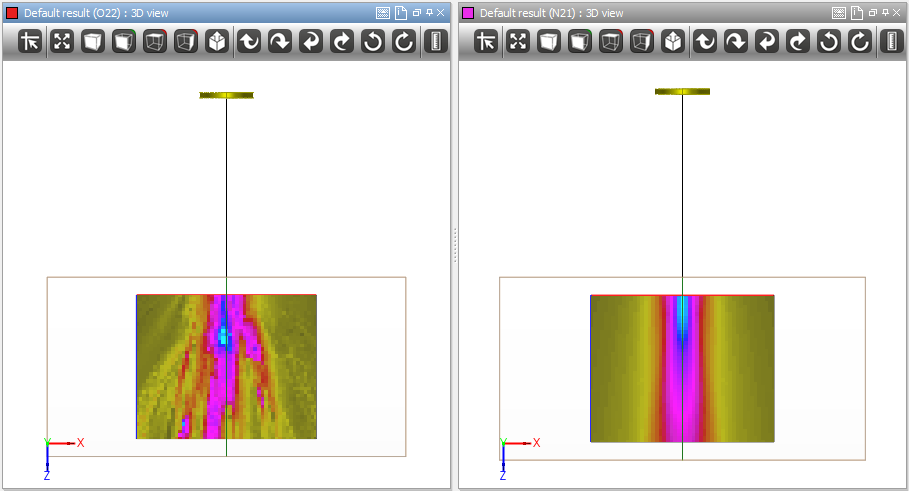 Default result (O22) : 3D view
Default result (N21) : 3D view
Y
X
Z
Y
X
Z